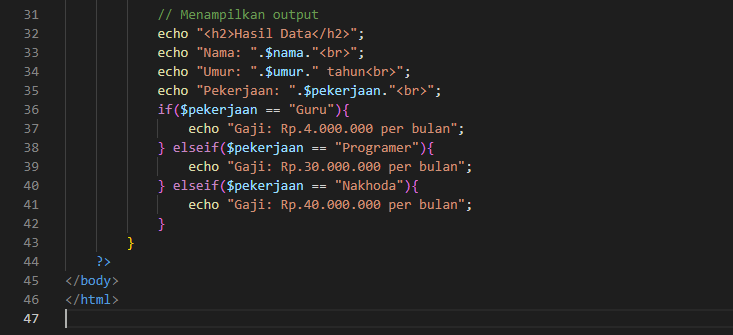 31 // Menampilkan output
32 echo "<h2>Hasil Data</h2>";
33 echo "Nama: ".$nama."<br>";
34 echo "Umur: ".$umur." tahun<br>";
35 echo "Pekerjaan: ".$pekerjaan."<br>";
36 if($pekerjaan == "Guru"){
37 echo "Gaji: Rp.4.000.000 per bulan";
38 } elseif($pekerjaan == "Programer"){
39 echo "Gaji: Rp.30.000.000 per bulan";
40 } elseif($pekerjaan == "Nakhoda"){
41 echo "Gaji: Rp.40.000.000 per bulan";
42 }
43 }
44 ?>
45 </body>
46 </html>
47